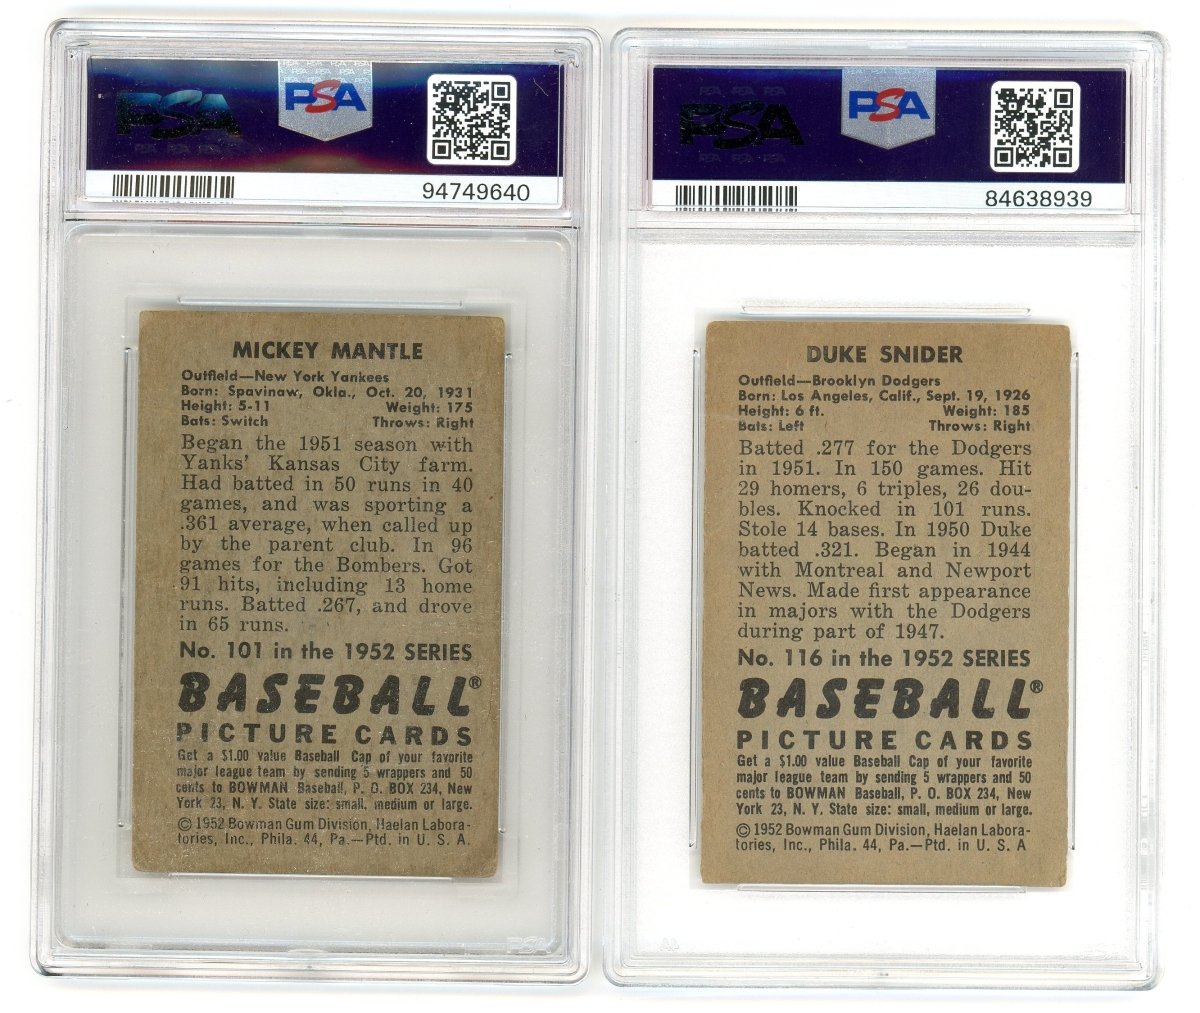 PSA
PSA
94749640
MICKEY MANTLE
Outfield—New York Yankees
Born: Spavinaw, Okla., Oct. 20, 1931
Height: 5-11 Weight: 175
Bats: Switch Throws: Right
Began the 1951 season with
Yanks' Kansas City farm.
Had batted in 50 runs in 40
games, and was sporting a
.361 average, when called up
by the parent club. In 96
games for the Bombers. Got
91 hits, including 13 home
runs. Batted .267, and drove
in 65 runs.
No. 101 in the 1952 SERIES
BASEBALL®
PICTURE CARDS
Get a $1.00 value Baseball Cap of your favorite
major league team by sending 5 wrappers and 50
cents to BOWMAN Baseball, P. O. BOX 234, New
York 23, N. Y. State size: small, medium or large.
© 1952 Bowman Gum Division, Haelan Labora-
tories, Inc., Phila. 44, Pa.—Ptd. in U. S. A.
PSA
PSA
PSA
84638939
DUKE SNIDER
Outfield—Brooklyn Dodgers
Born: Los Angeles, Calif., Sept. 19, 1926
Height: 6 ft. Weight: 185
Bats: Left Throws: Right
Batted .277 for the Dodgers
in 1951. In 150 games. Hit
29 homers, 6 triples, 26 dou-
bles. Knocked in 101 runs.
Stole 14 bases. In 1950 Duke
batted .321. Began in 1944
with Montreal and Newport
News. Made first appearance
in majors with the Dodgers
during part of 1947.
No. 116 in the 1952 SERIES
BASEBALL®
PICTURE CARDS
Get a $1.00 value Baseball Cap of your favorite
major league team by sending 5 wrappers and 50
cents to BOWMAN Baseball, P. O. BOX 234, New
York 23, N. Y. State size: small, medium or large.
© 1952 Bowman Gum Division, Haelan Labora-
tories, Inc., Phila. 44, Pa.—Ptd. in U. S. A